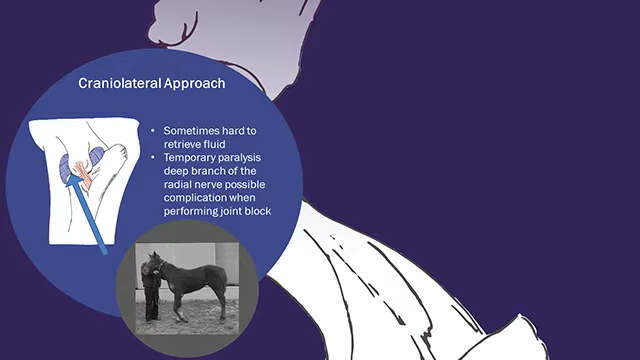 Craniolateral Approach
• Sometimes hard to
retrieve fluid
• Temporary paralysis
deep branch of the
radial nerve possible
complication when
performing joint block